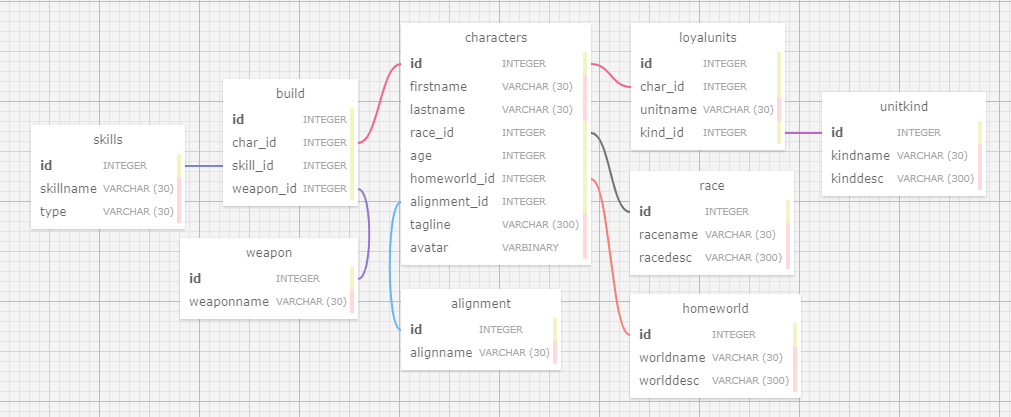 skills
id INTEGER
skillname VARCHAR (30)
type VARCHAR (30)
build
id INTEGER
char_id INTEGER
skill_id INTEGER
weapon_id INTEGER
weapon
id INTEGER
weaponname VARCHAR (30)
characters
id INTEGER
firstname VARCHAR (30)
lastname VARCHAR (30)
race_id INTEGER
age INTEGER
homeworld_id INTEGER
alignment_id INTEGER
tagline VARCHAR (300)
avatar VARBINARY
alignment
id INTEGER
alignname VARCHAR (30)
loyalunits
id INTEGER
char_id INTEGER
unitname VARCHAR (30)
kind_id INTEGER
race
id INTEGER
racename VARCHAR (30)
racedesc VARCHAR (300)
homeworld
id INTEGER
worldname VARCHAR (30)
worlddesc VARCHAR (300)
unitkind
id INTEGER
kindname VARCHAR (30)
kinddesc VARCHAR (300)